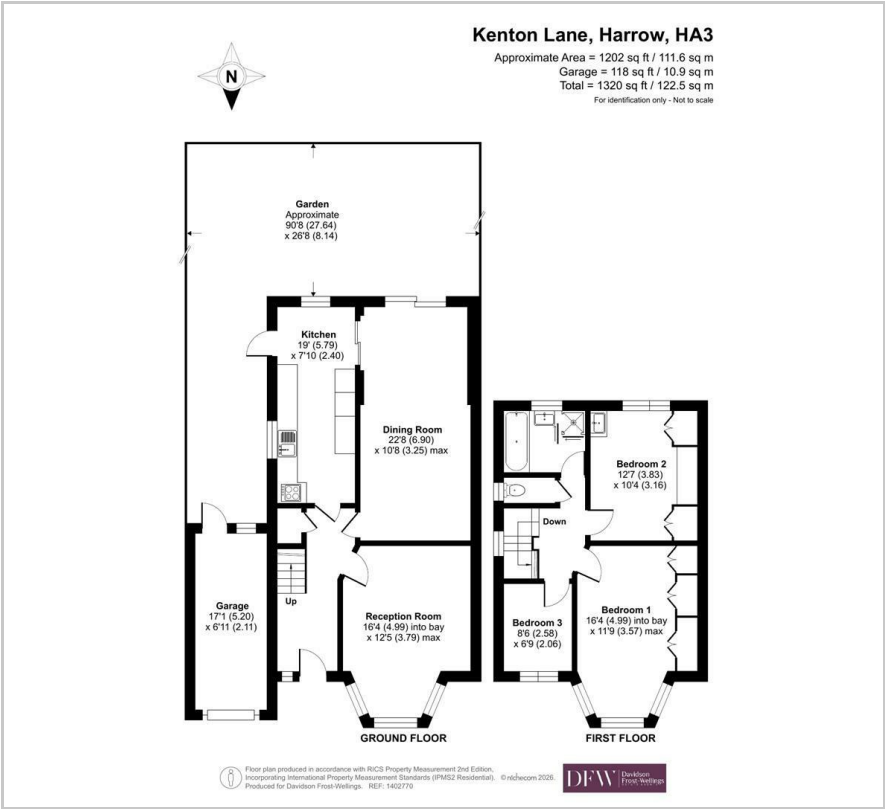 Kenton Lane, Harrow, HA3
Approximate Area = 1202 sq ft / 111.6 sq m
Garage = 118 sq ft / 10.9 sq m
Total = 1320 sq ft / 122.5 sq m
For identification only - Not to scale
N
Garden
Approximate
90'8 (27.64)
x 26'8 (8.14)
Kitchen
19' (5.79)
x 7'10 (2.40)
Dining Room
22'8 (6.90)
x 10'8 (3.25) max
Garage
17'1 (5.20)
x 6'11 (2.11)
Up
Reception Room
16'4 (4.99) into bay
x 12'5 (3.79) max
GROUND FLOOR
Bedroom 2
12'7 (3.83)
x 10'4 (3.16)
Down
Bedroom 1
16'4 (4.99) into bay
x 11'9 (3.57) max
Bedroom 3
8'6 (2.58)
x 6'9 (2.06)
FIRST FLOOR
Floor plan produced in accordance with RICS Property Measurement 2nd Edition,
Incorporating International Property Measurement Standards (IPMS2 Residential). © nichecom 2026.
Produced for Davidson Frost-Wellings. REF: 1402770
DFW
Davidson
Frost-Wellings